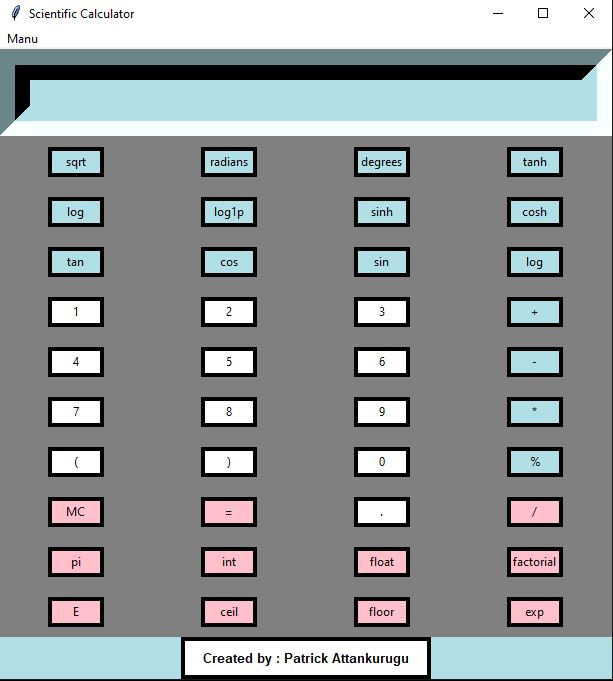 Scientific Calculator
Manu
sqrt radians degrees tanh
log log1p sinh cosh
tan cos sin log
1 2 3 +
4 5 6 -
7 8 9 *
( ) 0 %
MC = . /
pi int float factorial
E ceil floor exp
Created by : Patrick Attankurugu